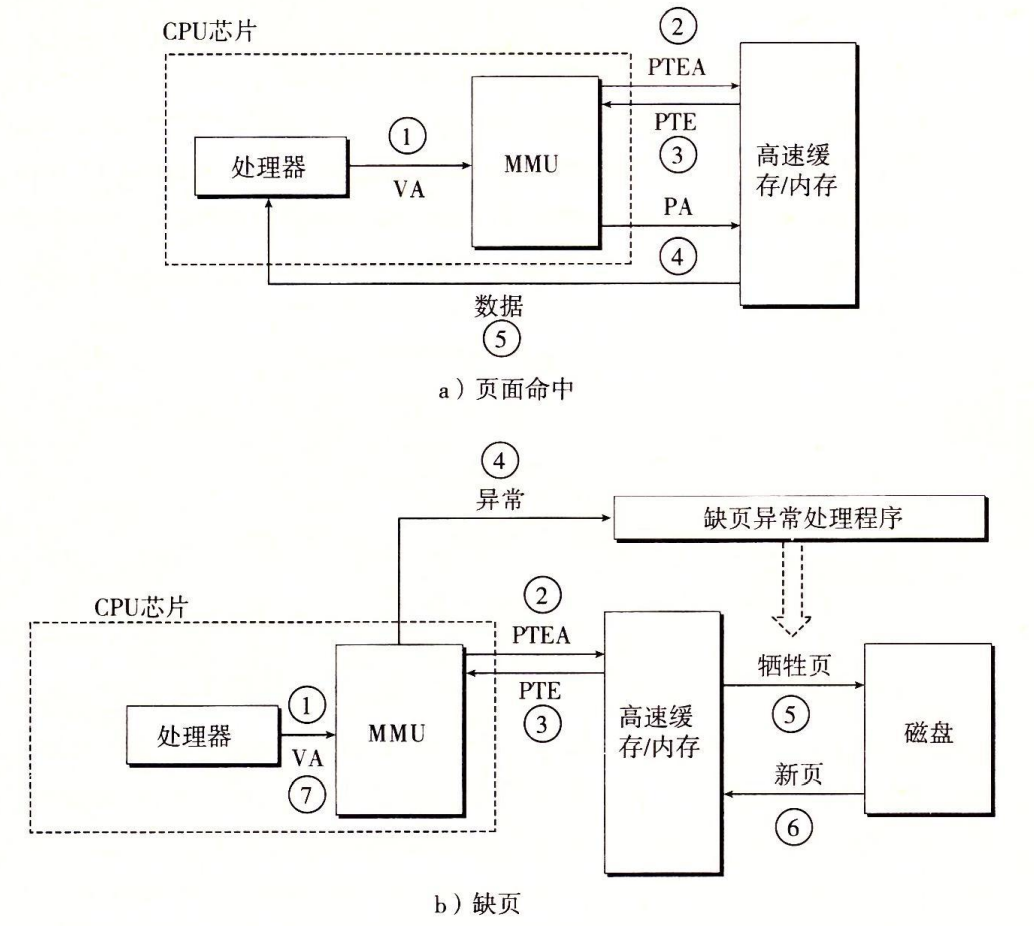 CPU芯片
②
PTEA
①
处理器
VA
MMU
PTE
③
高速缓
存/内存
PA
④
数据
⑤
a）页面命中
④
异常
缺页异常处理程序
CPU芯片
②
PTEA
①
处理器
VA
⑦
MMU
PTE
③
高速缓
存/内存
牺牲页
⑤
磁盘
新页
⑥
b）缺页